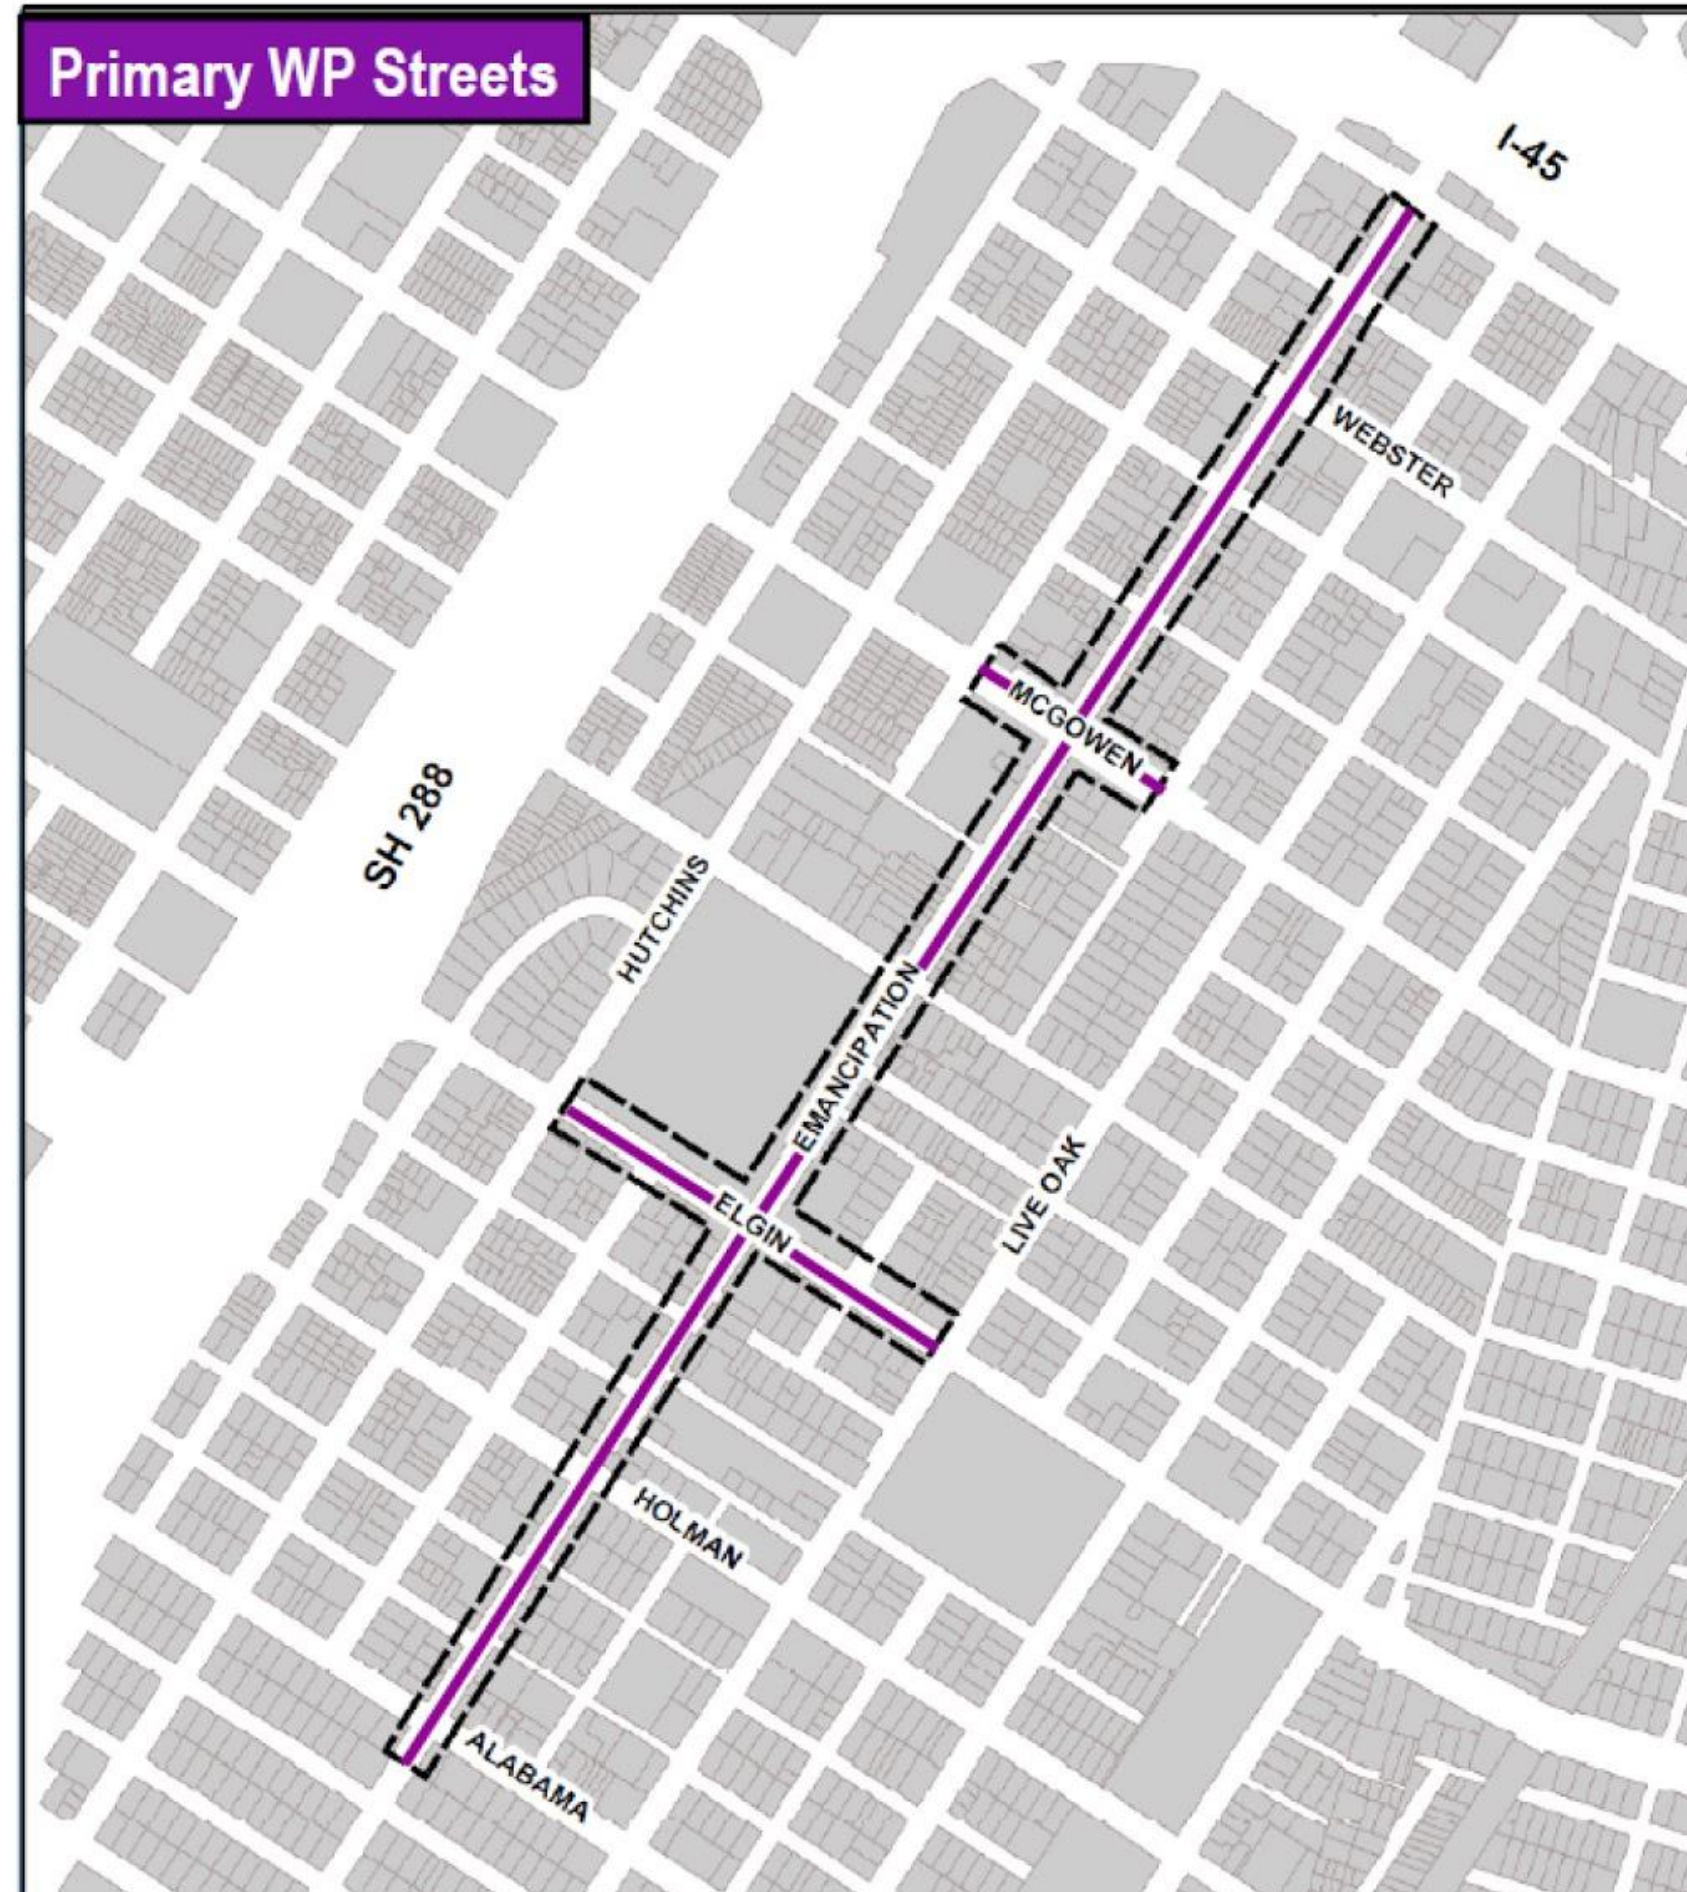 Primary WP Streets
I-45
WEBSTER
MCGOWEN
SH 288
HUTCHINS
EMANCIPATION
LIVE OAK
ELGIN
HOLMAN
ALABAMA